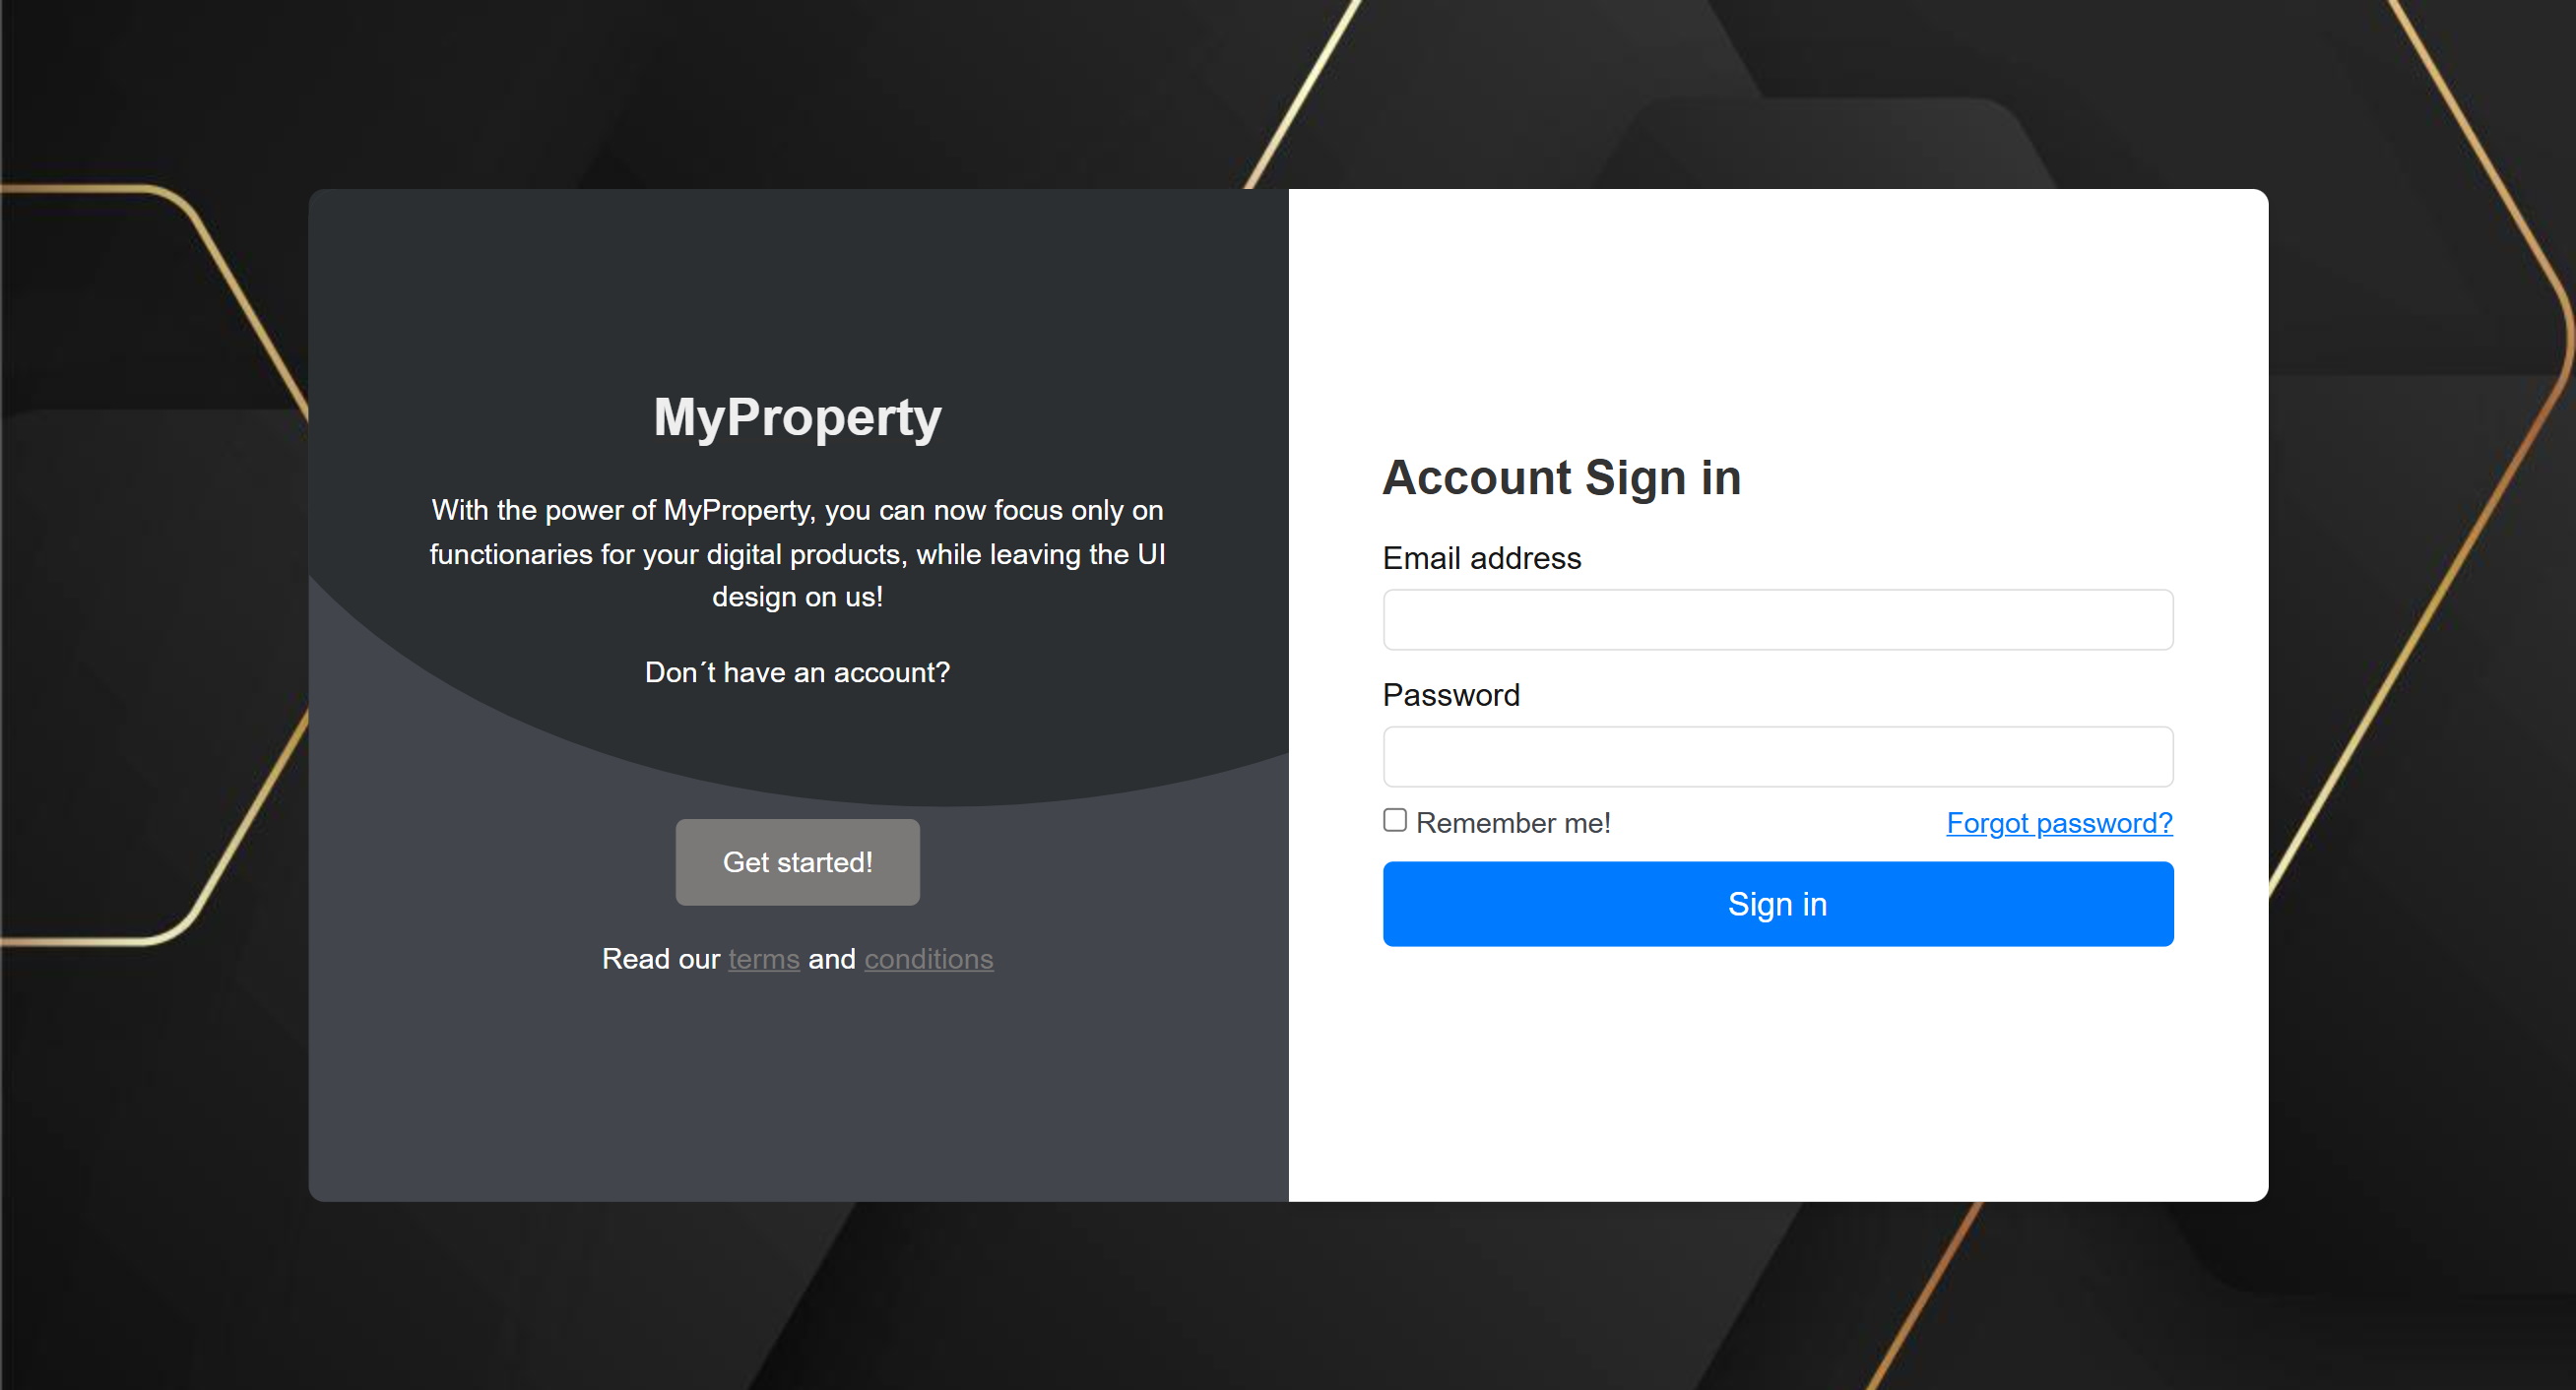 MyProperty
With the power of MyProperty, you can now focus only on
functionaries for your digital products, while leaving the UI
design on us!
Don´t have an account?
Get started!
Read our terms and conditions
Account Sign in
Email address
Password
Remember me!
Forgot password?
Sign in